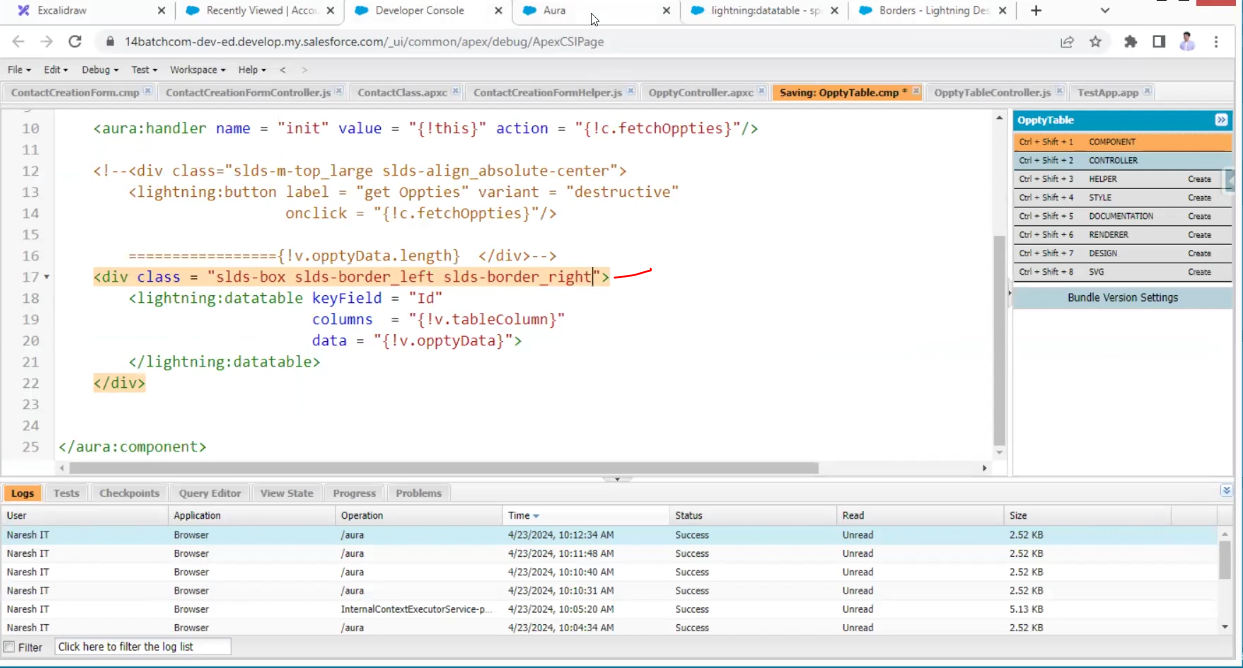 Excalidraw
Recently Viewed | Accou
Developer Console
Aura
lightning:datatable - sp
Borders - Lightning Des
14batchcom-dev-ed.develop.my.salesforce.com/_ui/common/apex/debug/ApexCSIPage
File Edit Debug Test Workspace Help < >
ContactCreationForm.cmp ContactCreationFormController.js ContactClass.apxc ContactCreationFormHelper.js OpptyController.apxc Saving: OpptyTable.cmp * OpptyTableController.js TestApp.app
10 <aura:handler name = "init" value = "{!this}" action = "{!c.fetchOppties}"/>
11
12 <!--<div class="slds-m-top_large slds-align_absolute-center">
13 <lightning:button label = "get Oppties" variant = "destructive"
14 onclick = "{!c.fetchOppties}"/>
15
16 ================={!v.opptyData.length} </div>-->
17 <div class = "slds-box slds-border_left slds-border_right">
18 <lightning:datatable keyField = "Id"
19 columns = "{!v.tableColumn}"
20 data = "{!v.opptyData}">
21 </lightning:datatable>
22 </div>
23
24
25 </aura:component>
OpptyTable
Ctrl + Shift + 1 COMPONENT
Ctrl + Shift + 2 CONTROLLER
Ctrl + Shift + 3 HELPER Create
Ctrl + Shift + 4 STYLE Create
Ctrl + Shift + 5 DOCUMENTATION Create
Ctrl + Shift + 6 RENDERER Create
Ctrl + Shift + 7 DESIGN Create
Ctrl + Shift + 8 SVG Create
Bundle Version Settings
Logs Tests Checkpoints Query Editor View State Progress Problems
User Application Operation Time Status Read Size
Naresh IT Browser /aura 4/23/2024, 10:12:34 AM Success Unread 2.52 KB
Naresh IT Browser /aura 4/23/2024, 10:11:48 AM Success Unread 2.52 KB
Naresh IT Browser /aura 4/23/2024, 10:10:40 AM Success Unread 2.52 KB
Naresh IT Browser /aura 4/23/2024, 10:10:31 AM Success Unread 2.52 KB
Naresh IT Browser InternalContextExecutorService-p... 4/23/2024, 10:05:20 AM Success Unread 5.13 KB
Naresh IT Browser /aura 4/23/2024, 10:04:34 AM Success Unread 2.52 KB
Filter Click here to filter the log list